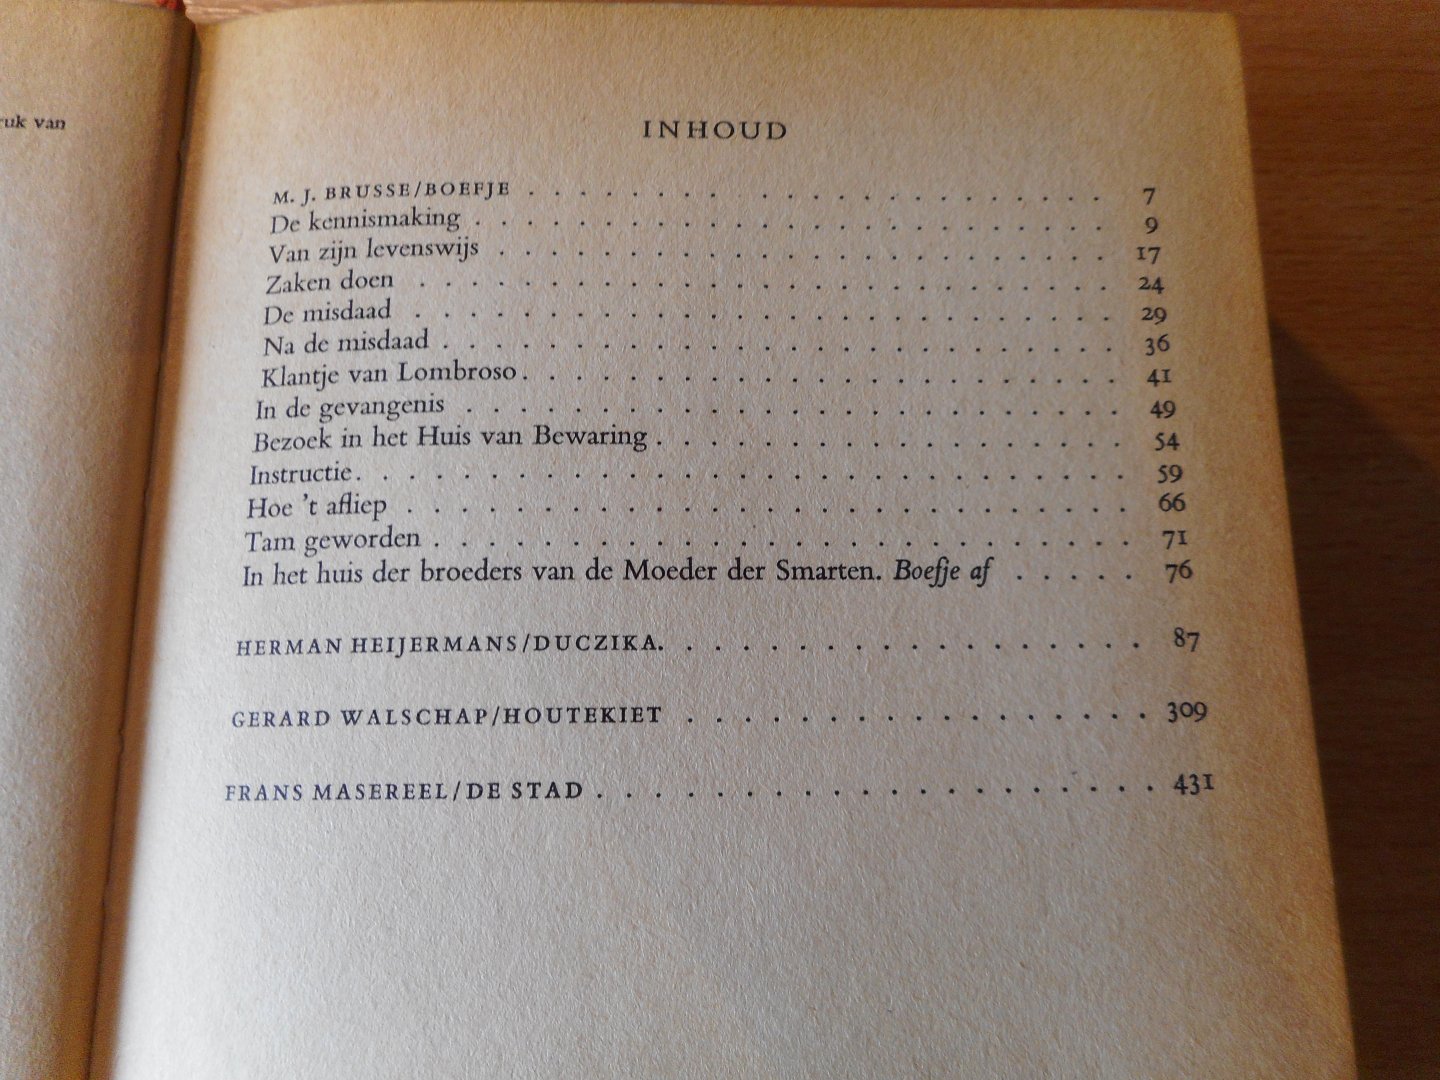 ruk van
INHOUD
M. J. BRUSSE/BOEFJE . . . . . . . . . . . . . . . . . . . . . 7
De kennismaking . . . . . . . . . . . . . . . . . . . . . . . . 9
Van zijn levenswijs . . . . . . . . . . . . . . . . . . . . . . . 17
Zaken doen . . . . . . . . . . . . . . . . . . . . . . . . . . 24
De misdaad . . . . . . . . . . . . . . . . . . . . . . . . . . 29
Na de misdaad . . . . . . . . . . . . . . . . . . . . . . . . . 36
Klantje van Lombroso . . . . . . . . . . . . . . . . . . . . . . 41
In de gevangenis . . . . . . . . . . . . . . . . . . . . . . . . 49
Bezoek in het Huis van Bewaring . . . . . . . . . . . . . . . . . 54
Instructie . . . . . . . . . . . . . . . . . . . . . . . . . . . 59
Hoe 't afliep . . . . . . . . . . . . . . . . . . . . . . . . . . 66
Tam geworden . . . . . . . . . . . . . . . . . . . . . . . . . 71
In het huis der broeders van de Moeder der Smarten. Boefje af . . . . . 76
HERMAN HEIJERMANS/DUCZIKA. . . . . . . . . . . . . . . . . . 87
GERARD WALSCHAP/HOUTEKIET . . . . . . . . . . . . . . . . . 309
FRANS MASEREEL/DE STAD . . . . . . . . . . . . . . . . . . . . 431